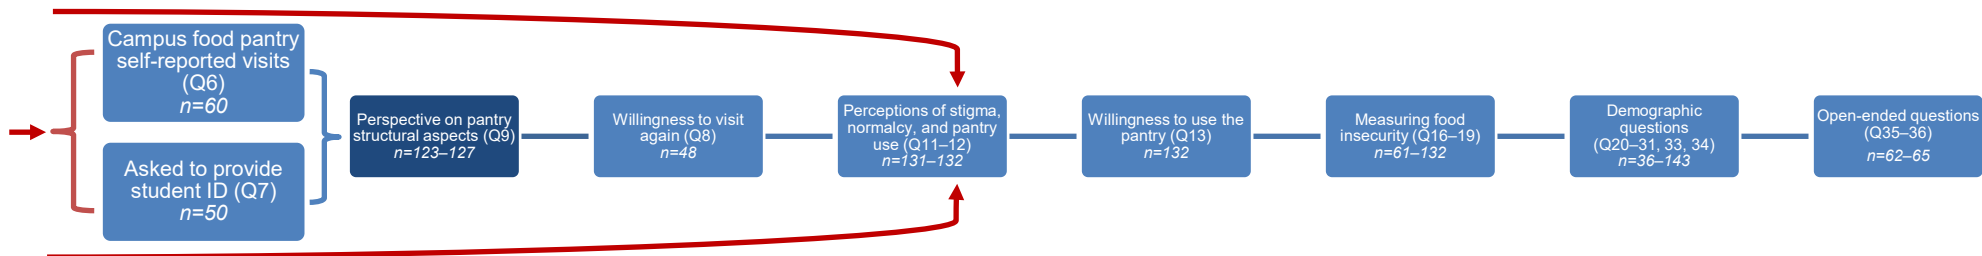 Campus food pantry
self-reported visits
(Q6)
n=60
Asked to provide
student ID (Q7)
n=50
Perspective on pantry
structural aspects (Q9)
n=123–127
Willingness to visit
again (Q8)
n=48
Perceptions of stigma,
normalcy, and pantry
use (Q11–12)
n=131–132
Willingness to use the
pantry (Q13)
n=132
Measuring food
insecurity (Q16–19)
n=61–132
Demographic
questions
(Q20–31, 33, 34)
n=36–143
Open-ended questions
(Q35–36)
n=62–65